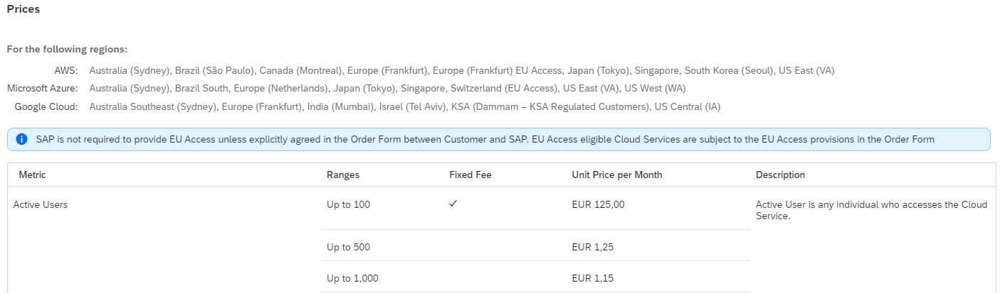 Prices
For the following regions:
AWS: Australia (Sydney), Brazil (São Paulo), Canada (Montreal), Europe (Frankfurt), Europe (Frankfurt) EU Access, Japan (Tokyo), Singapore, South Korea (Seoul), US East (VA)
Microsoft Azure: Australia (Sydney), Brazil South, Europe (Netherlands), Japan (Tokyo), Singapore, Switzerland (EU Access), US East (VA), US West (WA)
Google Cloud: Australia Southeast (Sydney), Europe (Frankfurt), India (Mumbai), Israel (Tel Aviv), KSA (Dammam – KSA Regulated Customers), US Central (IA)
SAP is not required to provide EU Access unless explicitly agreed in the Order Form between Customer and SAP. EU Access eligible Cloud Services are subject to the EU Access provisions in the Order Form
Metric Ranges Fixed Fee Unit Price per Month Description
Active Users Up to 100 ✓ EUR 125,00 Active User is any individual who accesses the Cloud
Service.
Up to 500 EUR 1,25
Up to 1,000 EUR 1,15